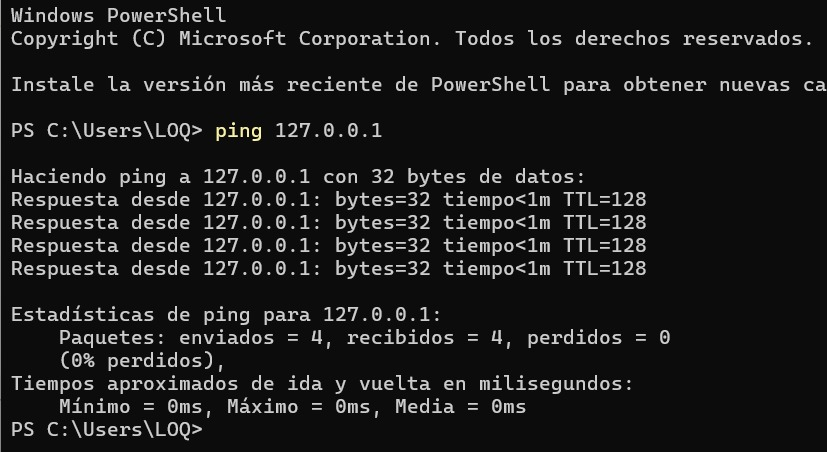 Windows PowerShell
Copyright (C) Microsoft Corporation. Todos los derechos reservados.
Instale la versión más reciente de PowerShell para obtener nuevas ca
PS C:\Users\LOQ> ping 127.0.0.1
Haciendo ping a 127.0.0.1 con 32 bytes de datos:
Respuesta desde 127.0.0.1: bytes=32 tiempo<1m TTL=128
Respuesta desde 127.0.0.1: bytes=32 tiempo<1m TTL=128
Respuesta desde 127.0.0.1: bytes=32 tiempo<1m TTL=128
Respuesta desde 127.0.0.1: bytes=32 tiempo<1m TTL=128
Estadísticas de ping para 127.0.0.1:
Paquetes: enviados = 4, recibidos = 4, perdidos = 0
(0% perdidos),
Tiempos aproximados de ida y vuelta en milisegundos:
Mínimo = 0ms, Máximo = 0ms, Media = 0ms
PS C:\Users\LOQ>